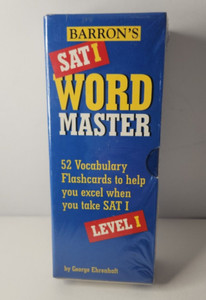 BARRON'S
SAT I
WORD
MASTER
52 Vocabulary
Flashcards to help
you excel when
you take SAT I
LEVEL I
by George Ehrenhaft